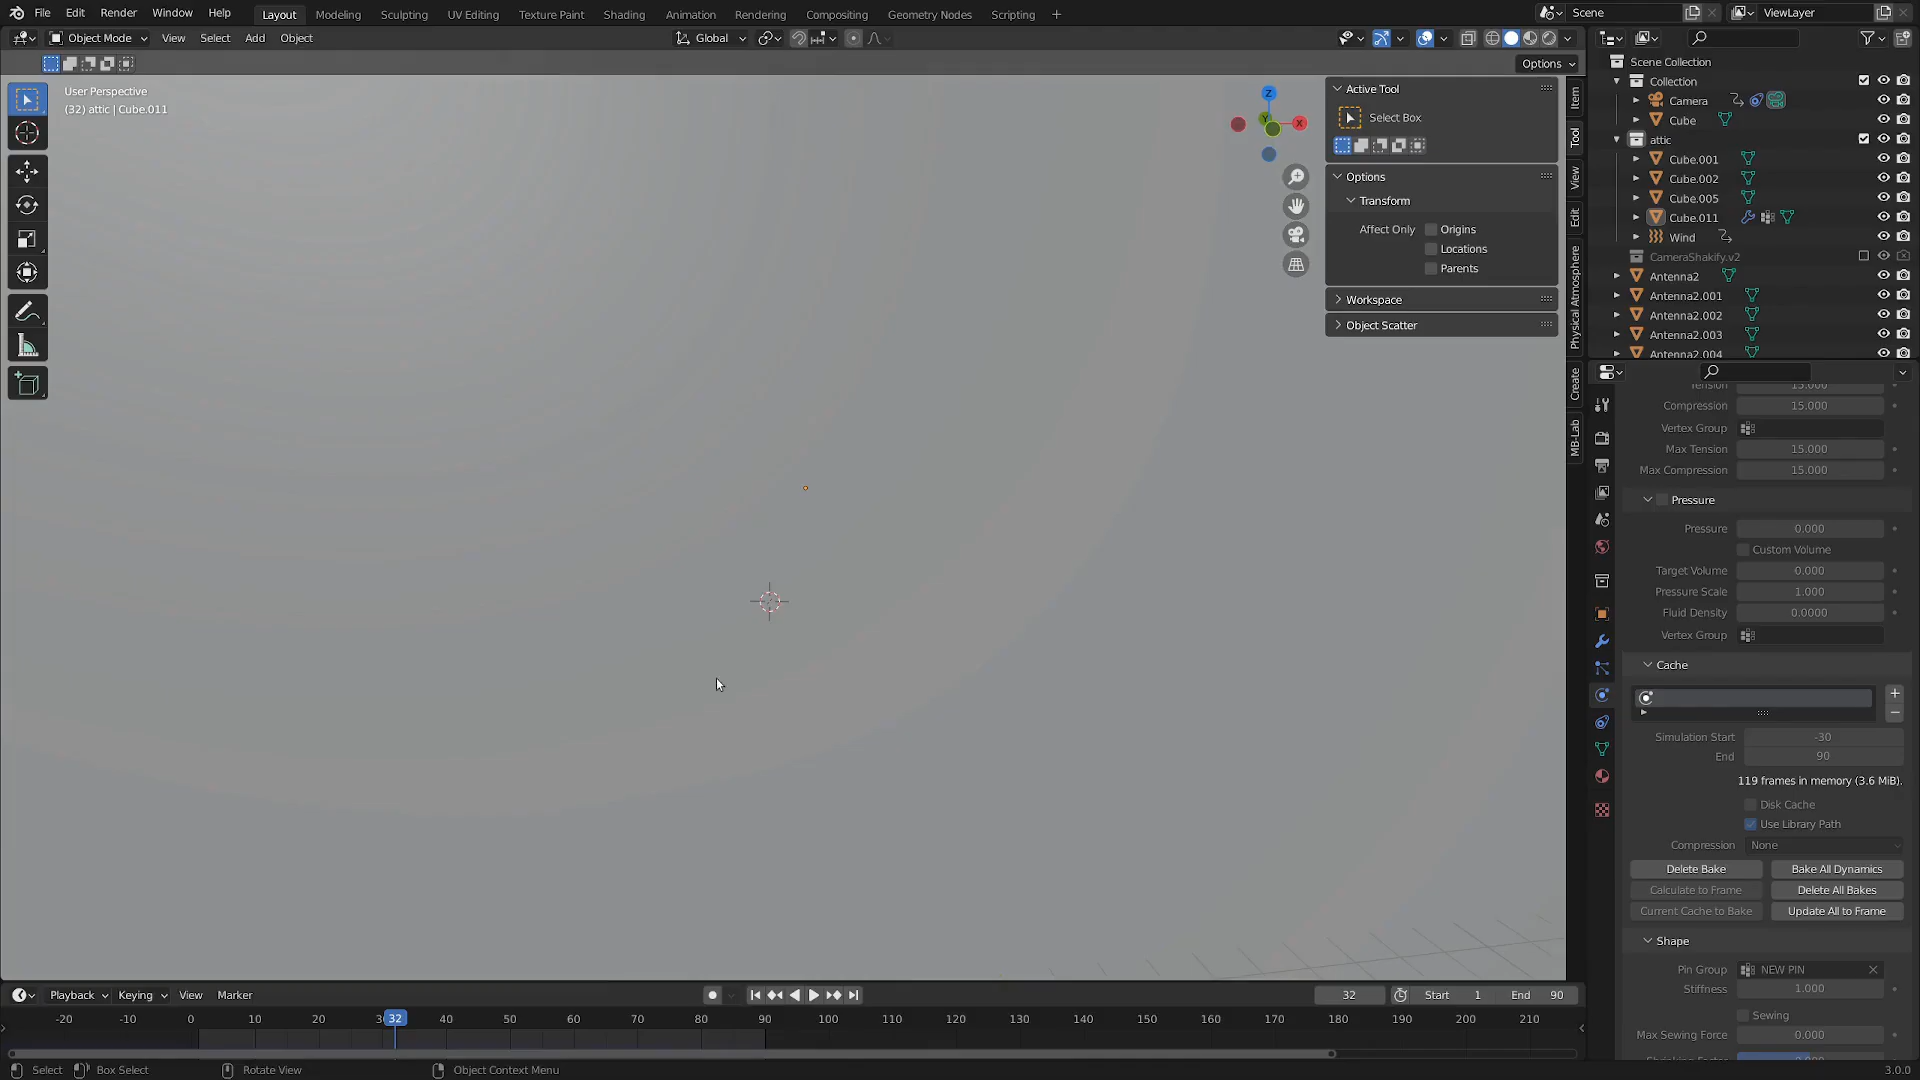 File Edit Render Window Help Layout Modeling Sculpting UV Editing Texture Paint Shading Animation Rendering Compositing Geometry Nodes Scripting + Scene ViewLayer
Object Mode View Select Add Object Global
Options
User Perspective
(32) attic | Cube.011
Z
Y
X
Active Tool
Select Box
Options
Transform
Affect Only Origins
Locations
Parents
Workspace
Object Scatter
Item
Tool
View
Edit
Physical Atmosphere
Create
MB-Lab
Scene Collection
Collection
Camera
Cube
attic
Cube.001
Cube.002
Cube.005
Cube.011
Wind
CameraShakify.v2
Antenna2
Antenna2.001
Antenna2.002
Antenna2.003
Antenna2.004
Tension 15.000
Compression 15.000
Vertex Group
Max Tension 15.000
Max Compression 15.000
Pressure
Pressure 0.000
Custom Volume
Target Volume 0.000
Pressure Scale 1.000
Fluid Density 0.0000
Vertex Group
Cache
Simulation Start -30
End 90
119 frames in memory (3.6 MiB).
Disk Cache
Use Library Path
Compression None
Delete Bake Bake All Dynamics
Calculate to Frame Delete All Bakes
Current Cache to Bake Update All to Frame
Shape
Pin Group NEW PIN
Stiffness 1.000
Sewing
Max Sewing Force 0.000
Shrinking Factor 0.000
Playback Keying View Marker 32 Start 1 End 90
-20 -10 0 10 20 32 40 50 60 70 80 90 100 110 120 130 140 150 160 170 180 190 200 210
Select Box Select Rotate View Object Context Menu 3.0.0